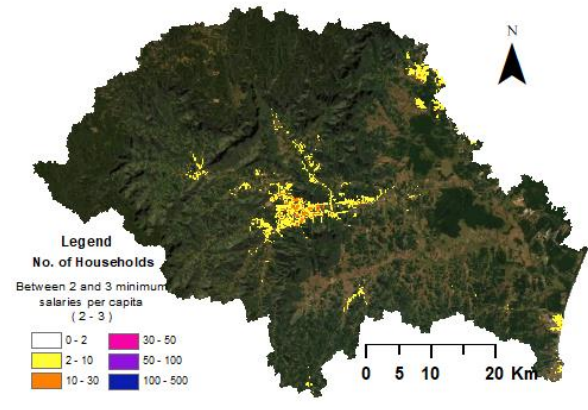 N
Legend
No. of Households
Between 2 and 3 minimum
salaries per capita
( 2 - 3 )
0 - 2
30 - 50
2 - 10
50 - 100
10 - 30
100 - 500
0 5 10 20 Km